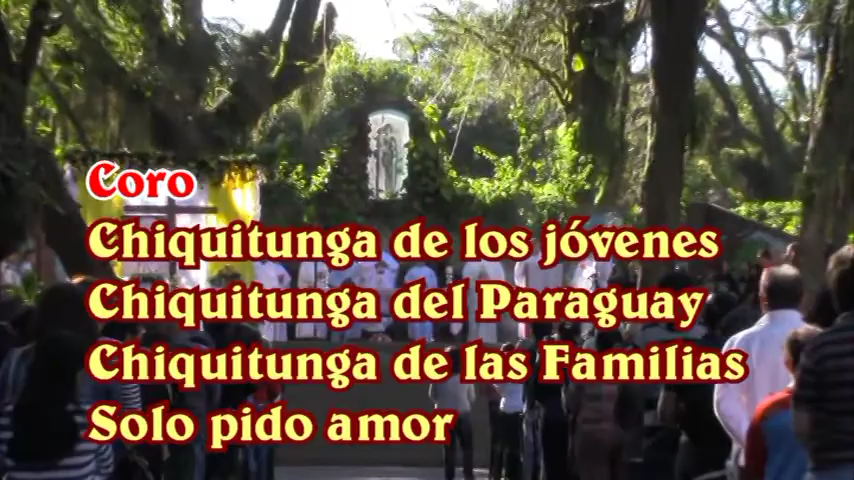 Coro
Chiquitunga de los jóvenes
Chiquitunga del Paraguay
Chiquitunga de las Familias
Solo pido amor